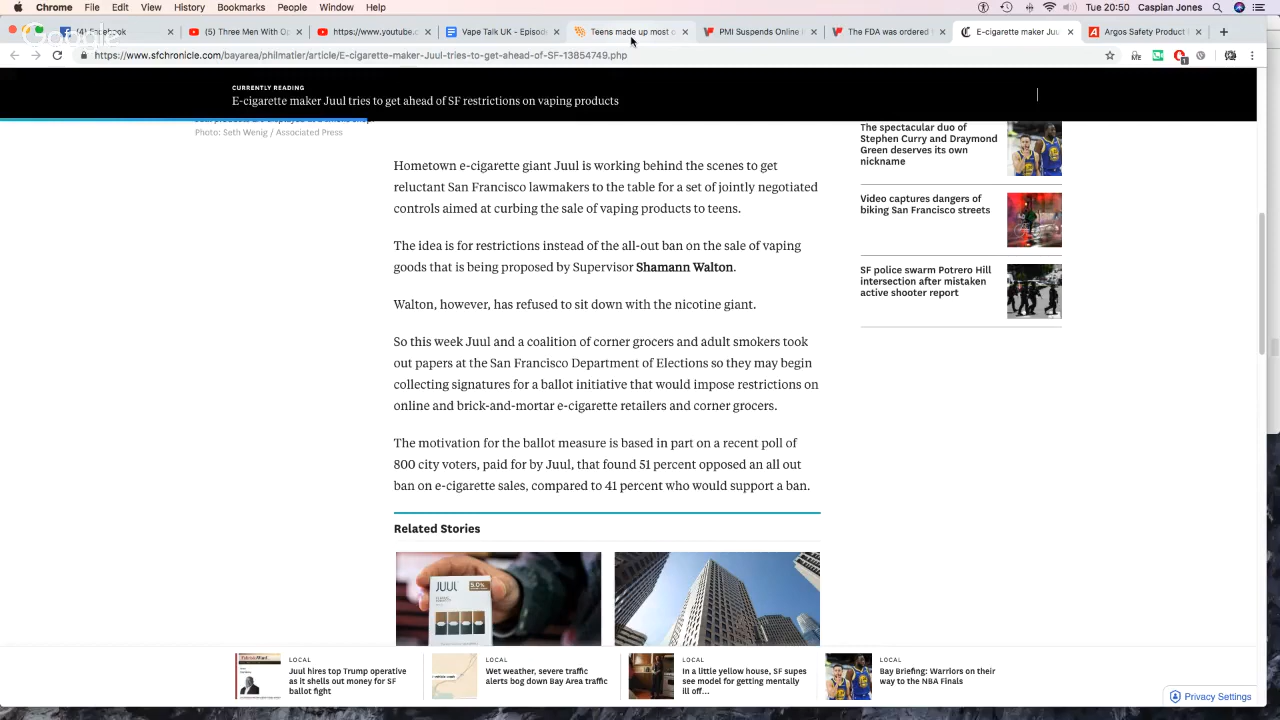 Chrome File Edit View History Bookmarks People Window Help
100% Tue 20:50 Caspian Jones
(4) Facebook
(5) Three Men With Op
https://www.youtube.c
Vape Talk UK - Episod
Teens made up most o
PMI Suspends Online
The FDA was ordered
E-cigarette maker Juu
Argos Safety Product
Google
https://www.sfchronicle.com/bayarea/philmatier/article/E-cigarette-maker-Juul-tries-to-get-ahead-of-SF-13854749.php
CURRENTLY READING
E-cigarette maker Juul tries to get ahead of SF restrictions on vaping products
Photo: Seth Wenig / Associated Press
Hometown e-cigarette giant Juul is working behind the scenes to get
reluctant San Francisco lawmakers to the table for a set of jointly negotiated
controls aimed at curbing the sale of vaping products to teens.
The idea is for restrictions instead of the all-out ban on the sale of vaping
goods that is being proposed by Supervisor Shamann Walton.
Walton, however, has refused to sit down with the nicotine giant.
So this week Juul and a coalition of corner grocers and adult smokers took
out papers at the San Francisco Department of Elections so they may begin
collecting signatures for a ballot initiative that would impose restrictions on
online and brick-and-mortar e-cigarette retailers and corner grocers.
The motivation for the ballot measure is based in part on a recent poll of
800 city voters, paid for by Juul, that found 51 percent opposed an all out
ban on e-cigarette sales, compared to 41 percent who would support a ban.
Related Stories
JUUL
5.0%
The spectacular duo of
Stephen Curry and Draymond
Green deserves its own
nickname
Video captures dangers of
biking San Francisco streets
SF police swarm Potrero Hill
intersection after mistaken
active shooter report
LOCAL
Juul hires top Trump operative
as it shells out money for SF
ballot fight
LOCAL
Wet weather, severe traffic
alerts bog down Bay Area traffic
LOCAL
In a little yellow house, SF supes
see model for getting mentally
ill off...
LOCAL
Bay Briefing: Warriors on their
way to the NBA Finals
Privacy Settings